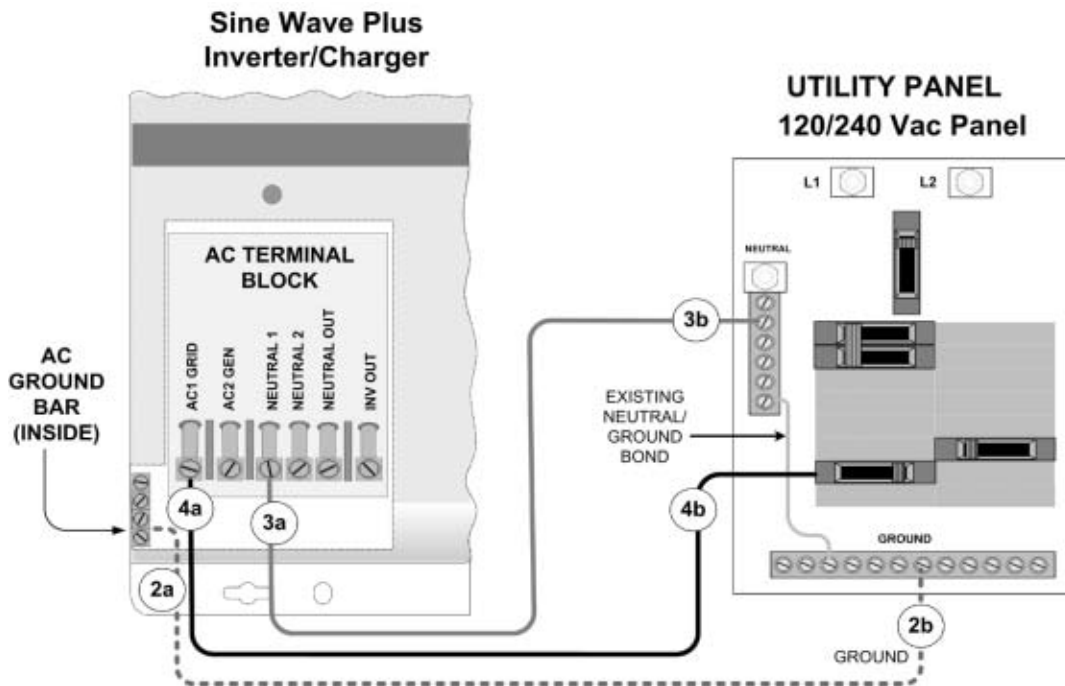 Sine Wave Plus
Inverter/Charger
UTILITY PANEL
120/240 Vac Panel
L1
L2
NEUTRAL
AC TERMINAL
BLOCK
AC1 GRID
AC2 GEN
NEUTRAL 1
NEUTRAL 2
NEUTRAL OUT
INV OUT
AC
GROUND
BAR
(INSIDE)
3b
EXISTING
NEUTRAL/
GROUND
BOND
4a
3a
4b
GROUND
2a
2b
GROUND